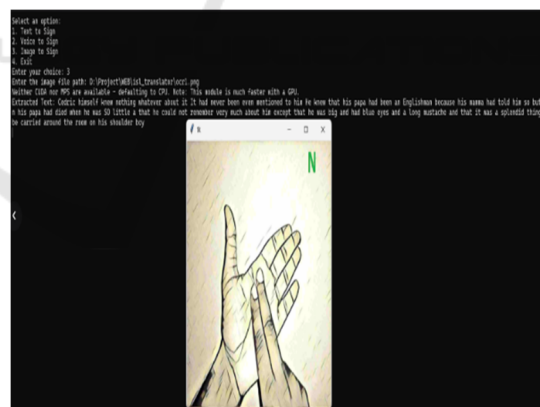 Select an option:
1. Text to Sign
2. Voice to Sign
3. Image to Sign
4. Exit
Enter your choice: 3
Enter the image file path: D:\Project\WEB\isl_translater\ocr1.png
Neither CUDA nor MPS are available - defaulting to CPU. Note: This module is much faster with a GPU.
Extracted Text: Cedric himself knew nothing whatever about it It had never been even mentioned to him He knew that his papa had been an Englishman because his mamma had told him so but
n his papa had died when he was SO little a that he could not remember very much about him except that he was big and had blue eyes and a long mustache and that it was a splendid thing
be carried around the room on his shoulder boy
N
N